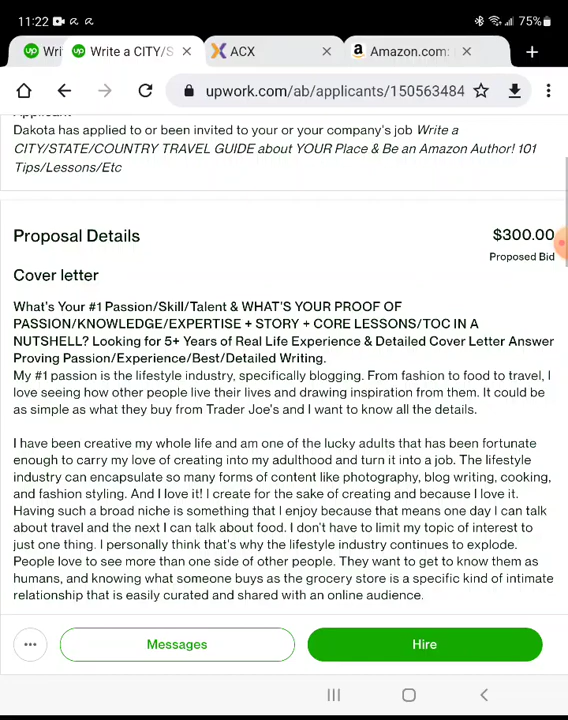 11:22
75%
Wri
Write a CITY/S
ACX
Amazon.com:
upwork.com/ab/applicants/150563484
Applicant
Dakota has applied to or been invited to your or your company's job Write a
CITY/STATE/COUNTRY TRAVEL GUIDE about YOUR Place & Be an Amazon Author! 101
Tips/Lessons/Etc
Proposal Details
$300.00
Proposed Bid
Cover letter
What's Your #1 Passion/Skill/Talent & WHAT'S YOUR PROOF OF
PASSION/KNOWLEDGE/EXPERTISE + STORY + CORE LESSONS/TOC IN A
NUTSHELL? Looking for 5+ Years of Real Life Experience & Detailed Cover Letter Answer
Proving Passion/Experience/Best/Detailed Writing.
My #1 passion is the lifestyle industry, specifically blogging. From fashion to food to travel, I
love seeing how other people live their lives and drawing inspiration from them. It could be
as simple as what they buy from Trader Joe's and I want to know all the details.
I have been creative my whole life and am one of the lucky adults that has been fortunate
enough to carry my love of creating into my adulthood and turn it into a job. The lifestyle
industry can encapsulate so many forms of content like photography, blog writing, cooking,
and fashion styling. And I love it! I create for the sake of creating and because I love it.
Having such a broad niche is something that I enjoy because that means one day I can talk
about travel and the next I can talk about food. I don't have to limit my topic of interest to
just one thing. I personally think that's why the lifestyle industry continues to explode.
People love to see more than one side of other people. They want to get to know them as
humans, and knowing what someone buys as the grocery store is a specific kind of intimate
relationship that is easily curated and shared with an online audience.
Messages
Hire